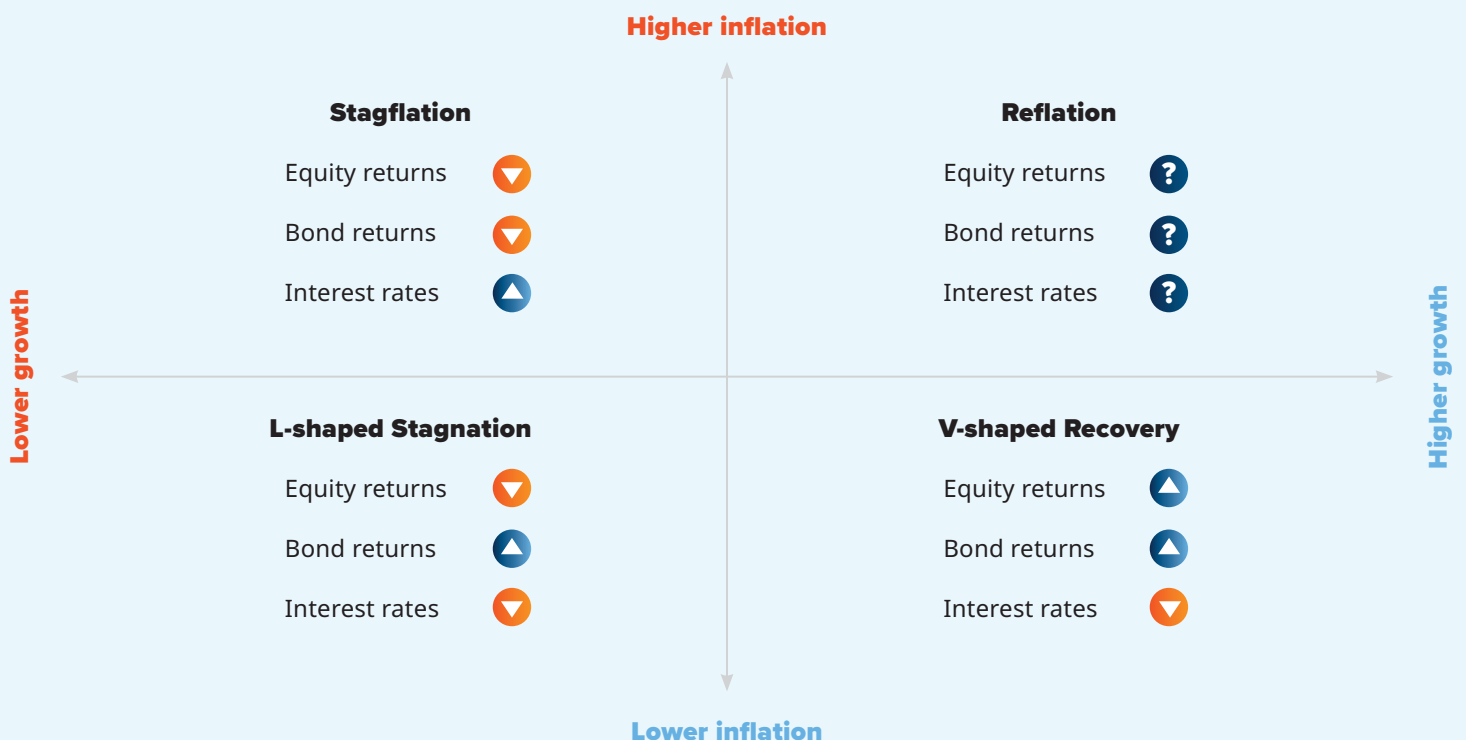 Higher inflation
Stagflation
Equity returns
Bond returns
Interest rates
Reflation
Equity returns ?
Bond returns ?
Interest rates ?
Lower growth
Higher growth
L-shaped Stagnation
Equity returns
Bond returns
Interest rates
V-shaped Recovery
Equity returns
Bond returns
Interest rates
Lower inflation